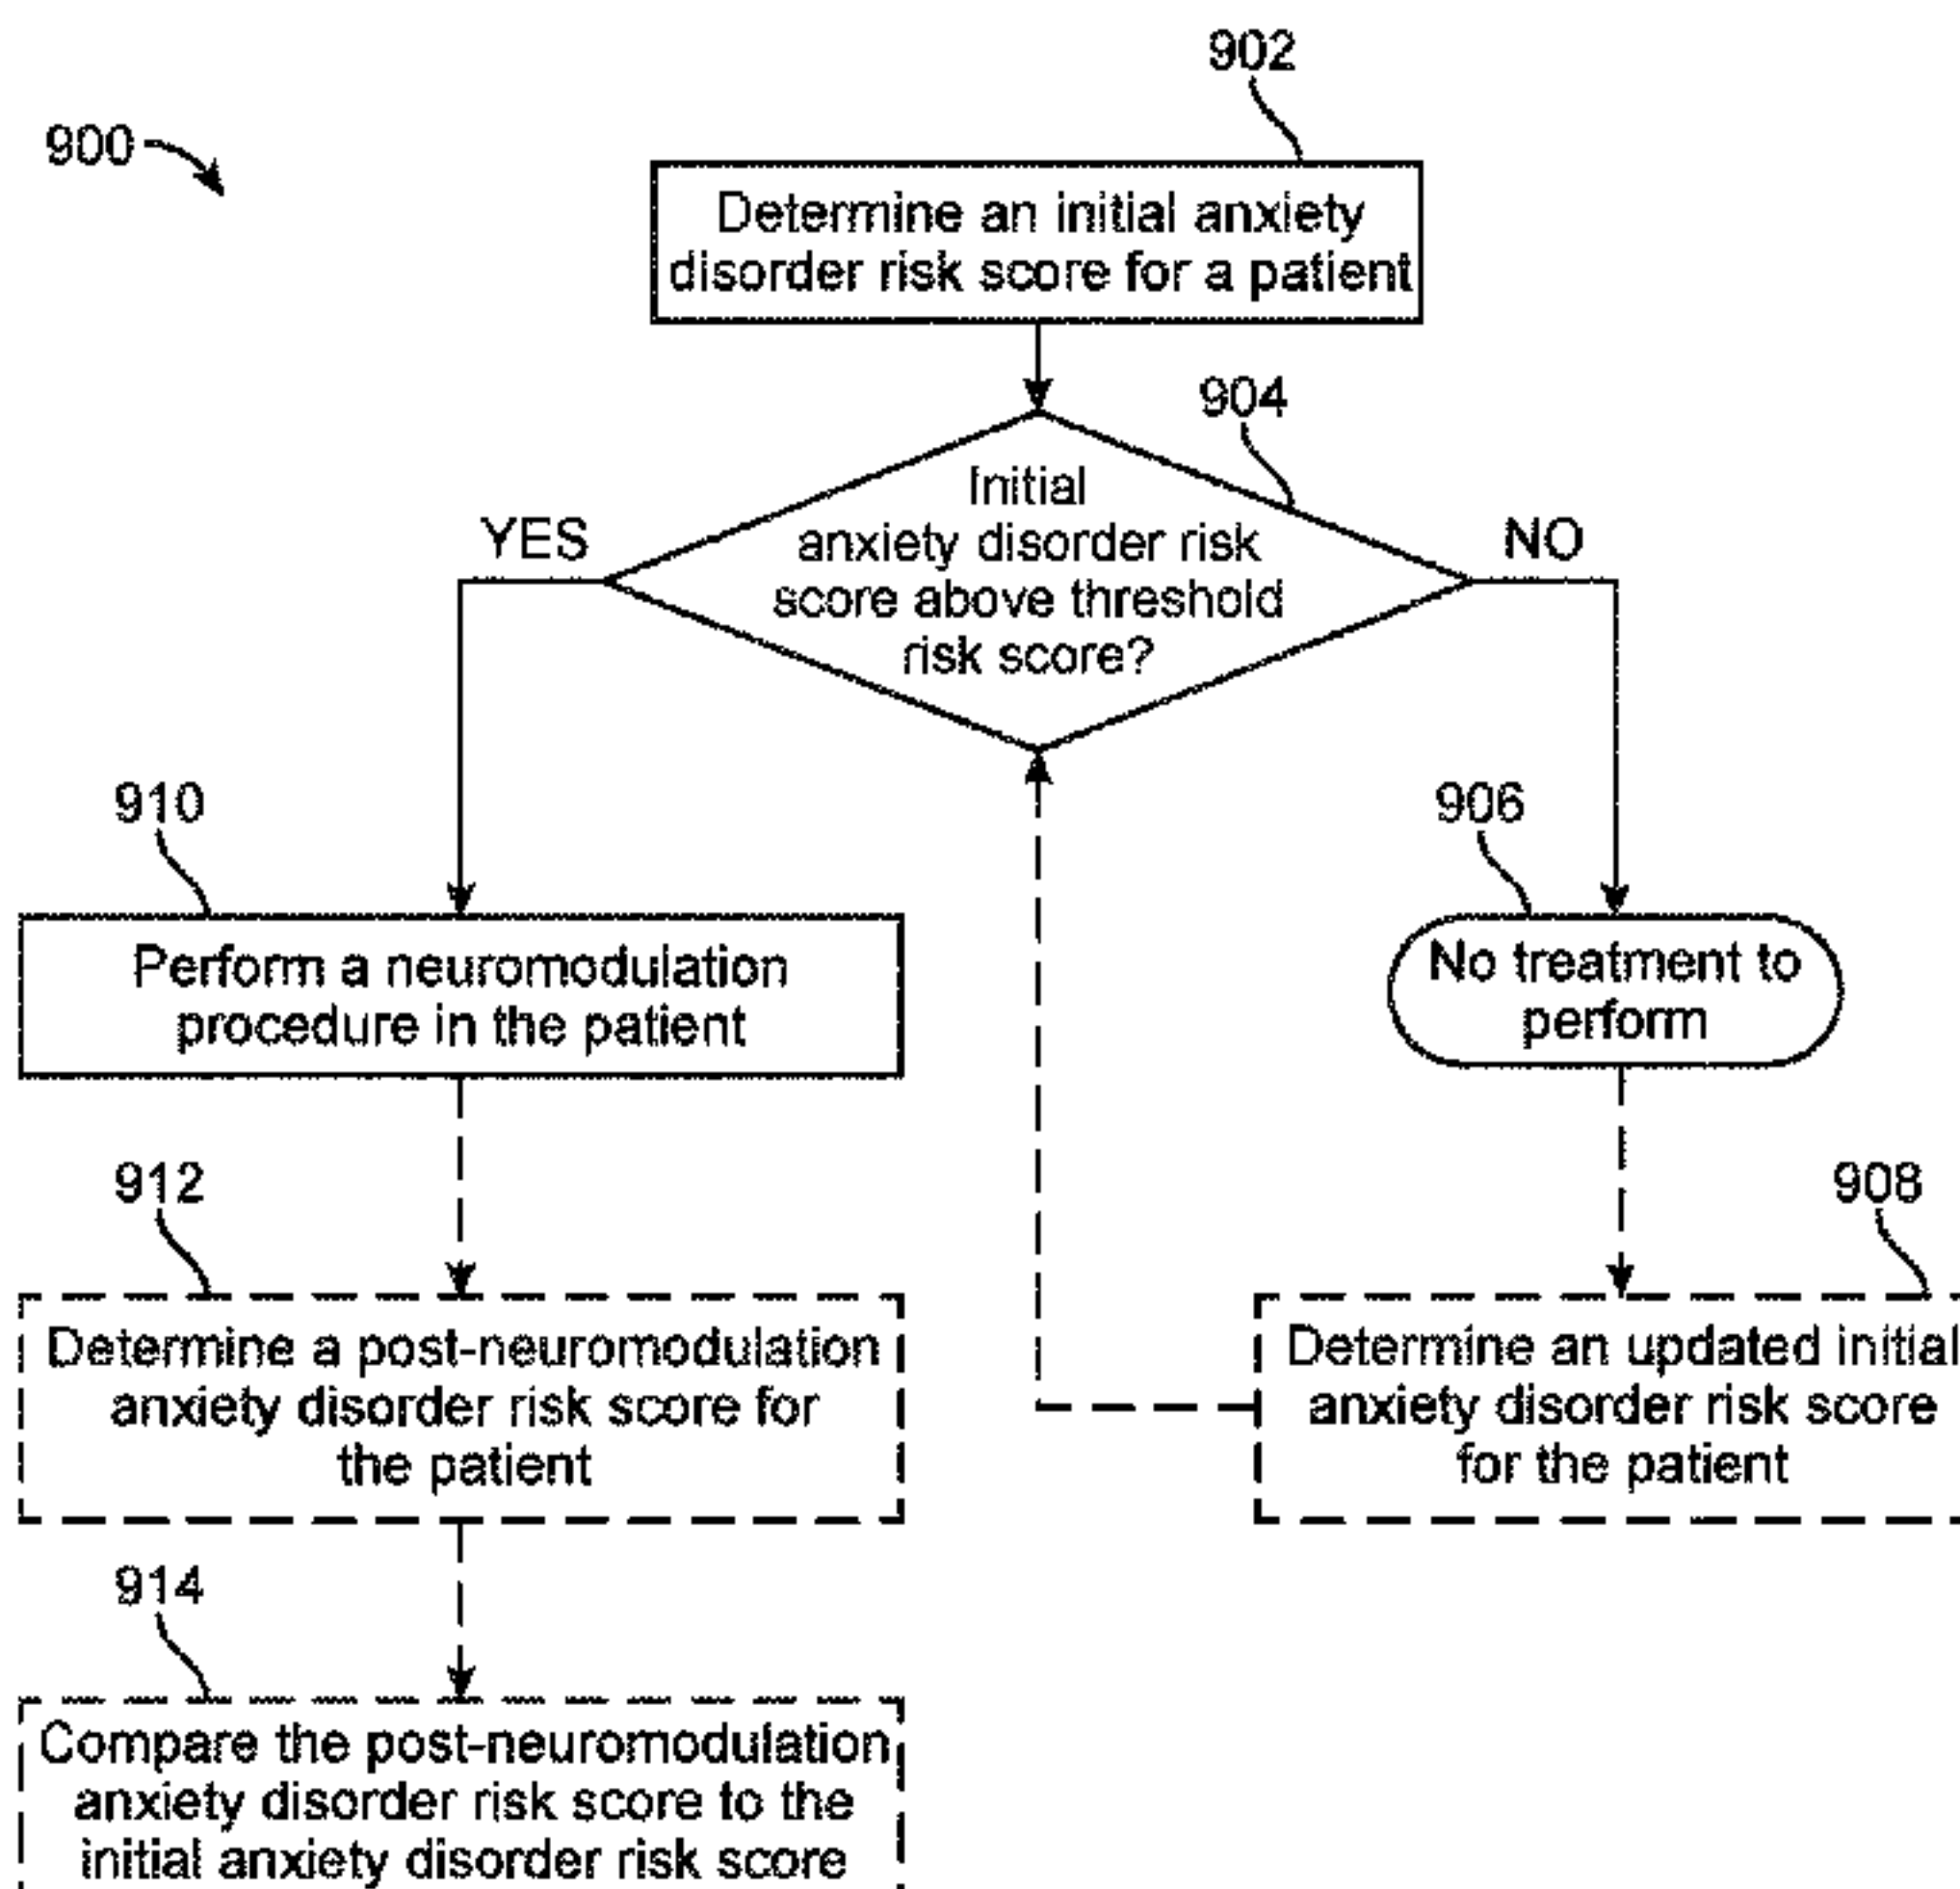 902
900
Determine an initial anxiety
disorder risk score for a patient
904
Initial
anxiety disorder risk
score above threshold
risk score?
YES
NO
910
906
Perform a neuromodulation
procedure in the patient
No treatment to
perform
912
908
Determine a post-neuromodulation
anxiety disorder risk score for
the patient
Determine an updated initial
anxiety disorder risk score
for the patient
914
Compare the post-neuromodulation
anxiety disorder risk score to the
initial anxiety disorder risk score